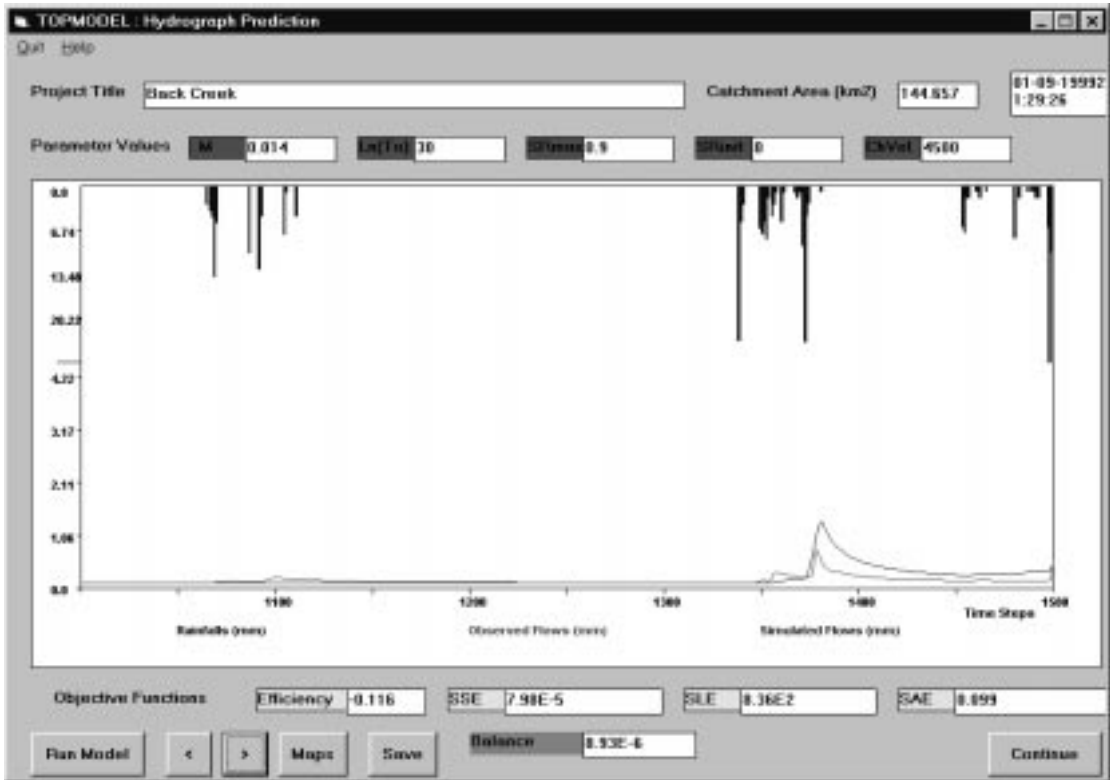 TOPMODEL : Hydrograph Prediction
Quit Help
Project Title Back Creek Catchment Area (km2) 144.657 01-09-19992
1:29:26
Parameter Values M 0.014 Ln(To) 30 SRmax 0.9 SRinit 0 ChVel 4500
0.0
6.74
13.48
20.22
4.22
3.17
2.11
1.06
0.0
1100 1200 1300 1400 1500
Time Steps
Rainfalls (mm) Observed Flows (mm) Simulated Flows (mm)
Objective Functions Efficiency -0.116 SSE 7.98E-5 SLE 8.36E2 SAE 0.099
Run Model < > Maps Save Balance 8.93E-6 Continue